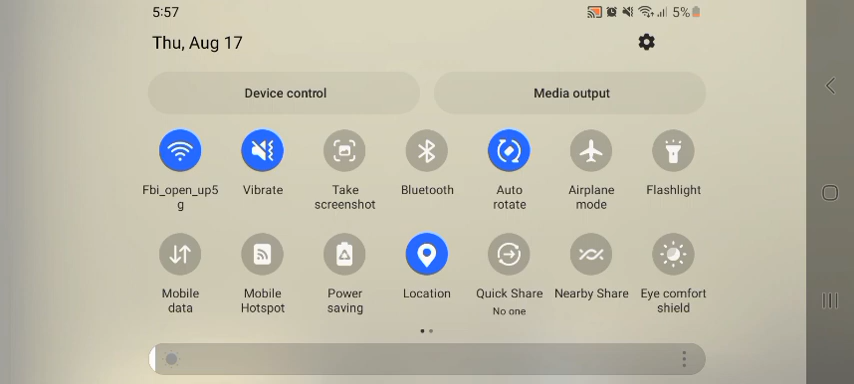 5:57
5%
Thu, Aug 17
Device control
Media output
Fbi_open_up5
g
Vibrate
Take
screenshot
Bluetooth
Auto
rotate
Airplane
mode
Flashlight
Mobile
data
Mobile
Hotspot
Power
saving
Location
Quick Share
No one
Nearby Share
Eye comfort
shield